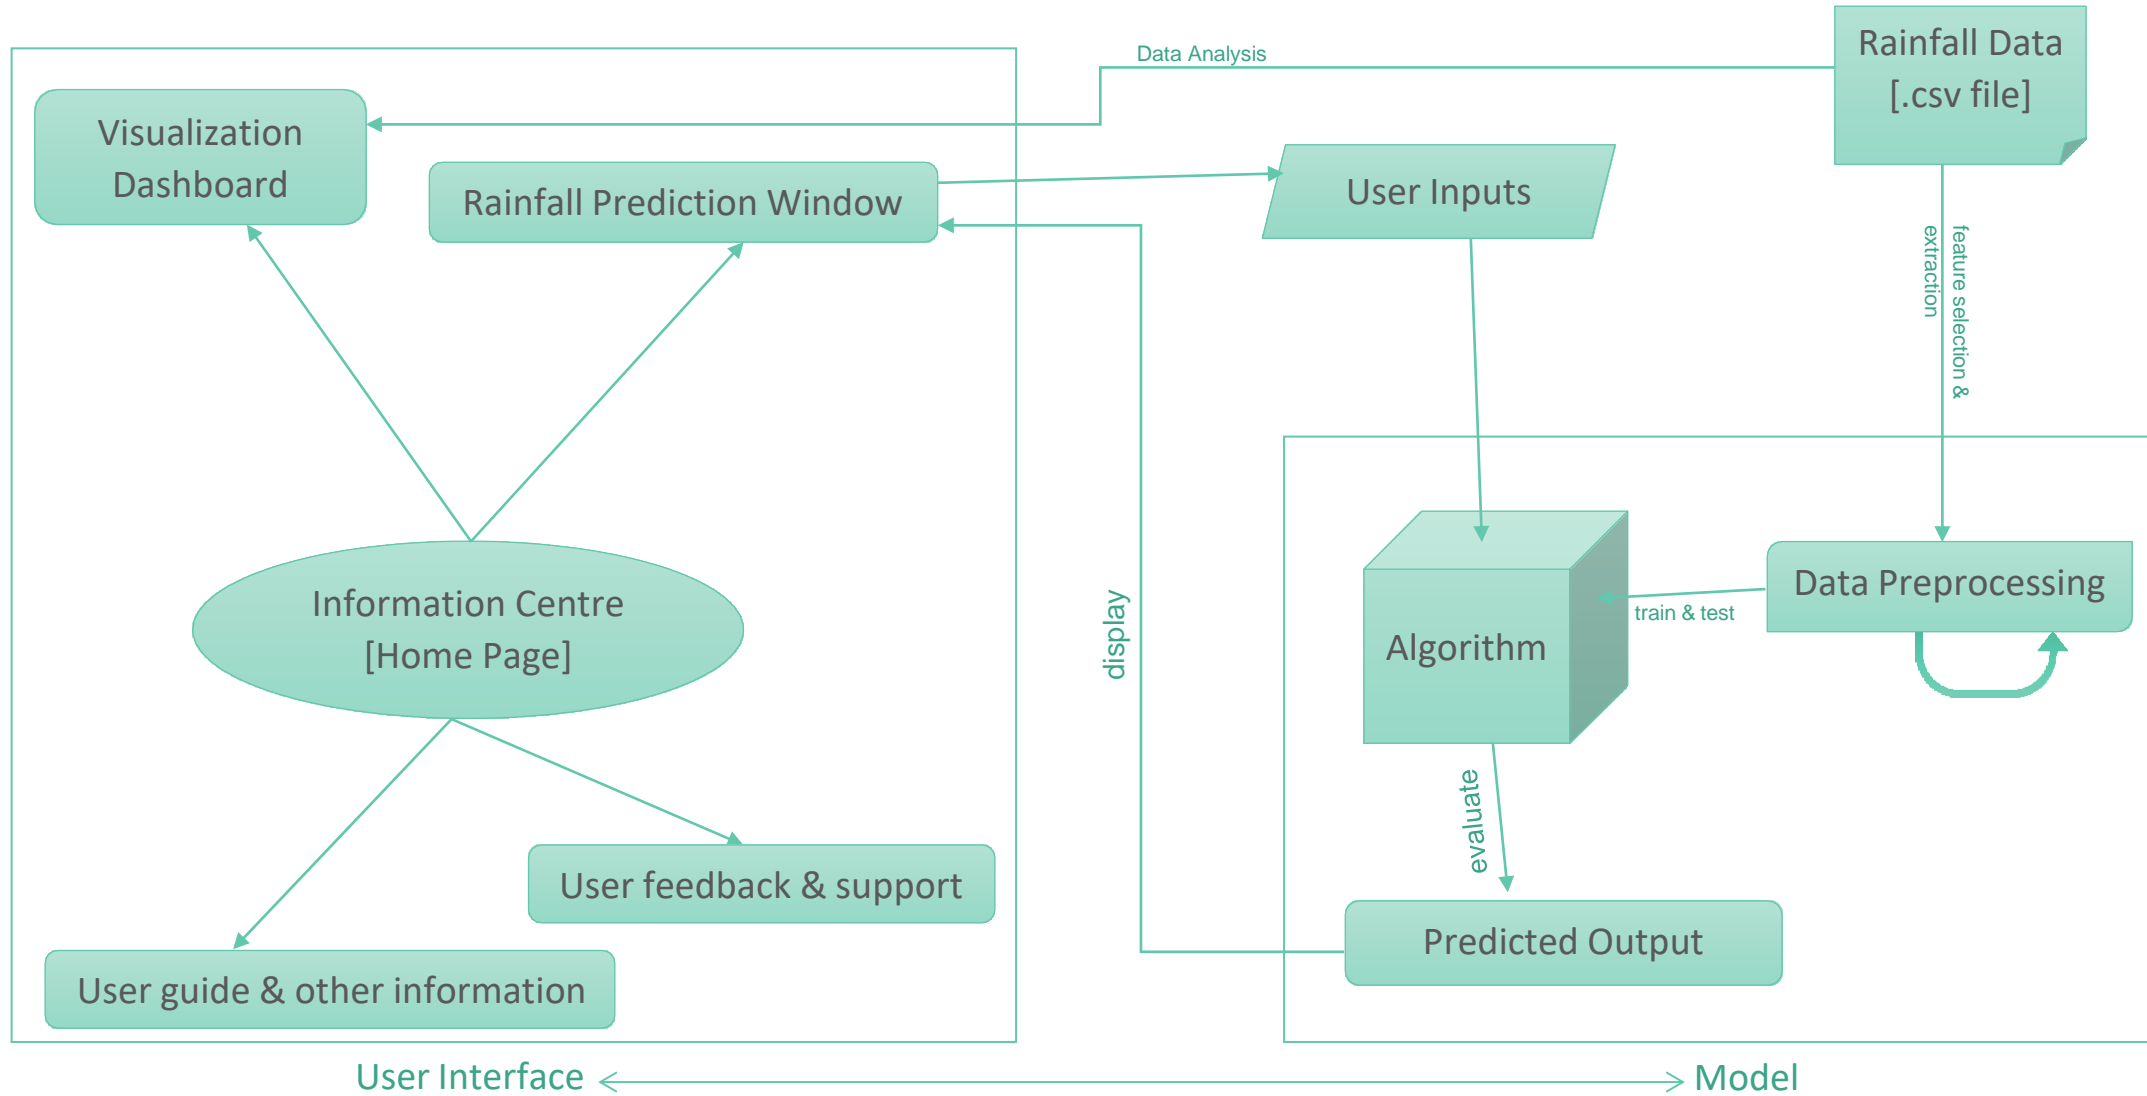 Data Analysis
Rainfall Data
[.csv file]
Visualization
Dashboard
Rainfall Prediction Window
User Inputs
feature selection &
extraction
Information Centre
[Home Page]
display
Algorithm
train & test
Data Preprocessing
evaluate
User feedback & support
Predicted Output
User guide & other information
User Interface
Model